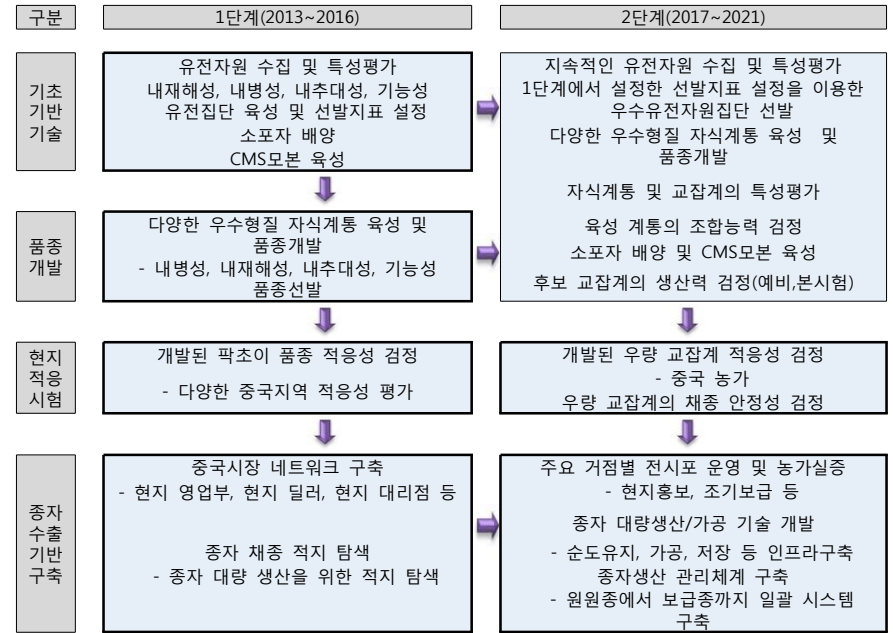 구분
1단계(2013~2016)
2단계(2017~2021)
기초
기반
기술
유전자원 수집 및 특성평가
내재해성, 내병성, 내추대성, 기능성
유전집단 육성 및 선발지표 설정
소포자 배양
CMS모본 육성
지속적인 유전자원 수집 및 특성평가
1단계에서 설정한 선발지표 설정을 이용한
우수유전자원집단 선발
다양한 우수형질 자식계통 육성 및
품종개발
자식계통 및 교잡계의 특성평가
육성 계통의 조합능력 검정
소포자 배양 및 CMS모본 육성
후보 교잡계의 생산력 검정(예비,본시험)
품종
개발
다양한 우수형질 자식계통 육성 및
품종개발
- 내병성, 내재해성, 내추대성, 기능성
품종선발
현지
적응
시험
개발된 팍초이 품종 적응성 검정
- 다양한 중국지역 적응성 평가
개발된 우량 교잡계 적응성 검정
- 중국 농가
우량 교잡계의 채종 안정성 검정
종자
수출
기반
구축
중국시장 네트워크 구축
- 현지 영업부, 현지 딜러, 현지 대리점 등
종자 채종 적지 탐색
- 종자 대량 생산을 위한 적지 탐색
주요 거점별 전시포 운영 및 농가실증
- 현지홍보, 조기보급 등
종자 대량생산/가공 기술 개발
- 순도유지, 가공, 저장 등 인프라구축
종자생산 관리체계 구축
- 원원종에서 보급종까지 일괄 시스템
구축